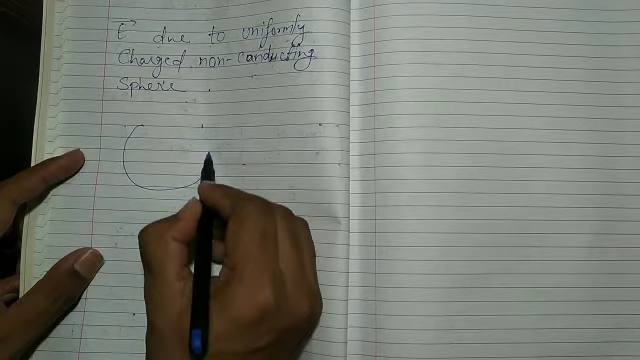 E⃗ due to uniformly
Charged non-conducting
Sphere.